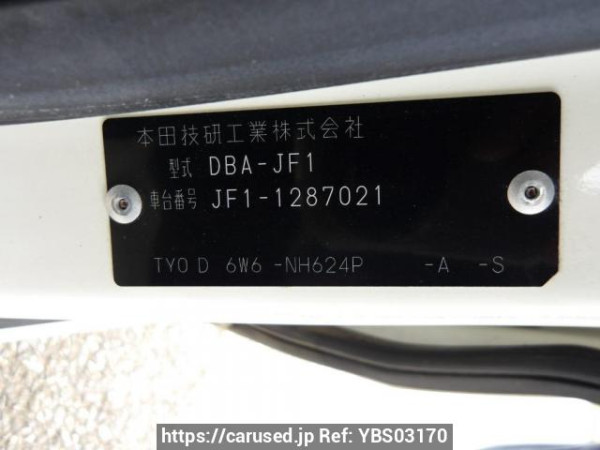 本田技研工業株式会社
型式 DBA-JF1
車台番号 JF1-1287021
TYO D 6W6 -NH624P -A -S
https://carused.jp Ref: YBS03170